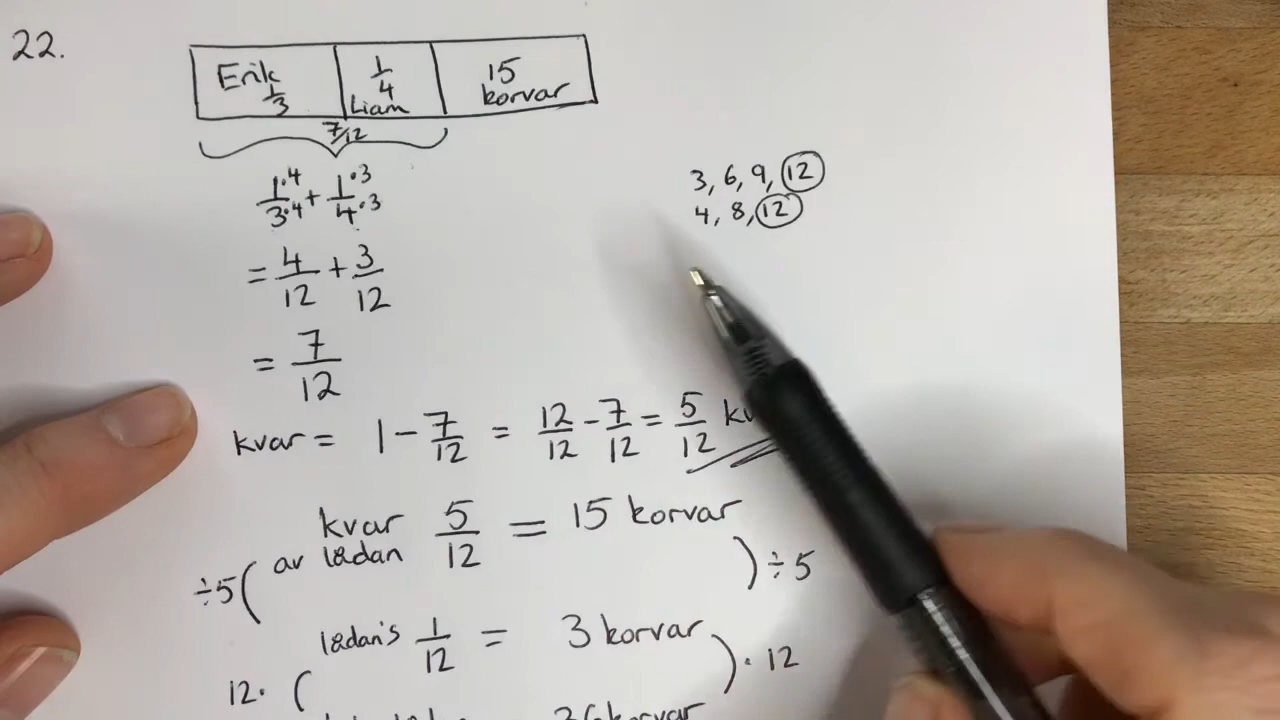 22.
Erik 1/3
1/4 Liam
15 korvar
7/12
3, 6, 9, 12
4, 8, 12
1·4/3·4 + 1·3/4·3
= 4/12 + 3/12
= 7/12
kvar = 1 - 7/12 = 12/12 - 7/12 = 5/12
kvar av lådan 5/12 = 15 korvar
÷5 ( ) ÷5
lådan's 1/12 = 3 korvar
12· ( ) · 12
36 korvar